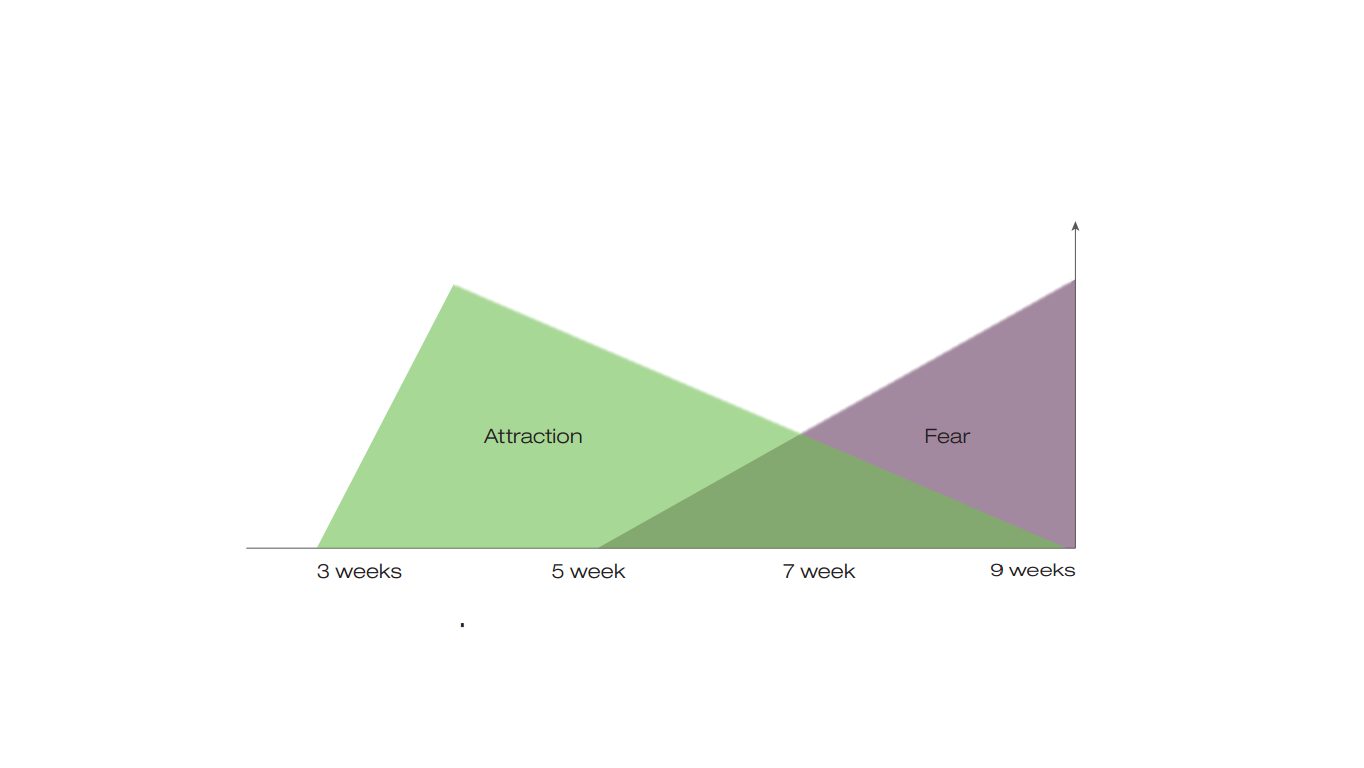 Attraction
Fear
3 weeks
5 week
7 week
9 weeks